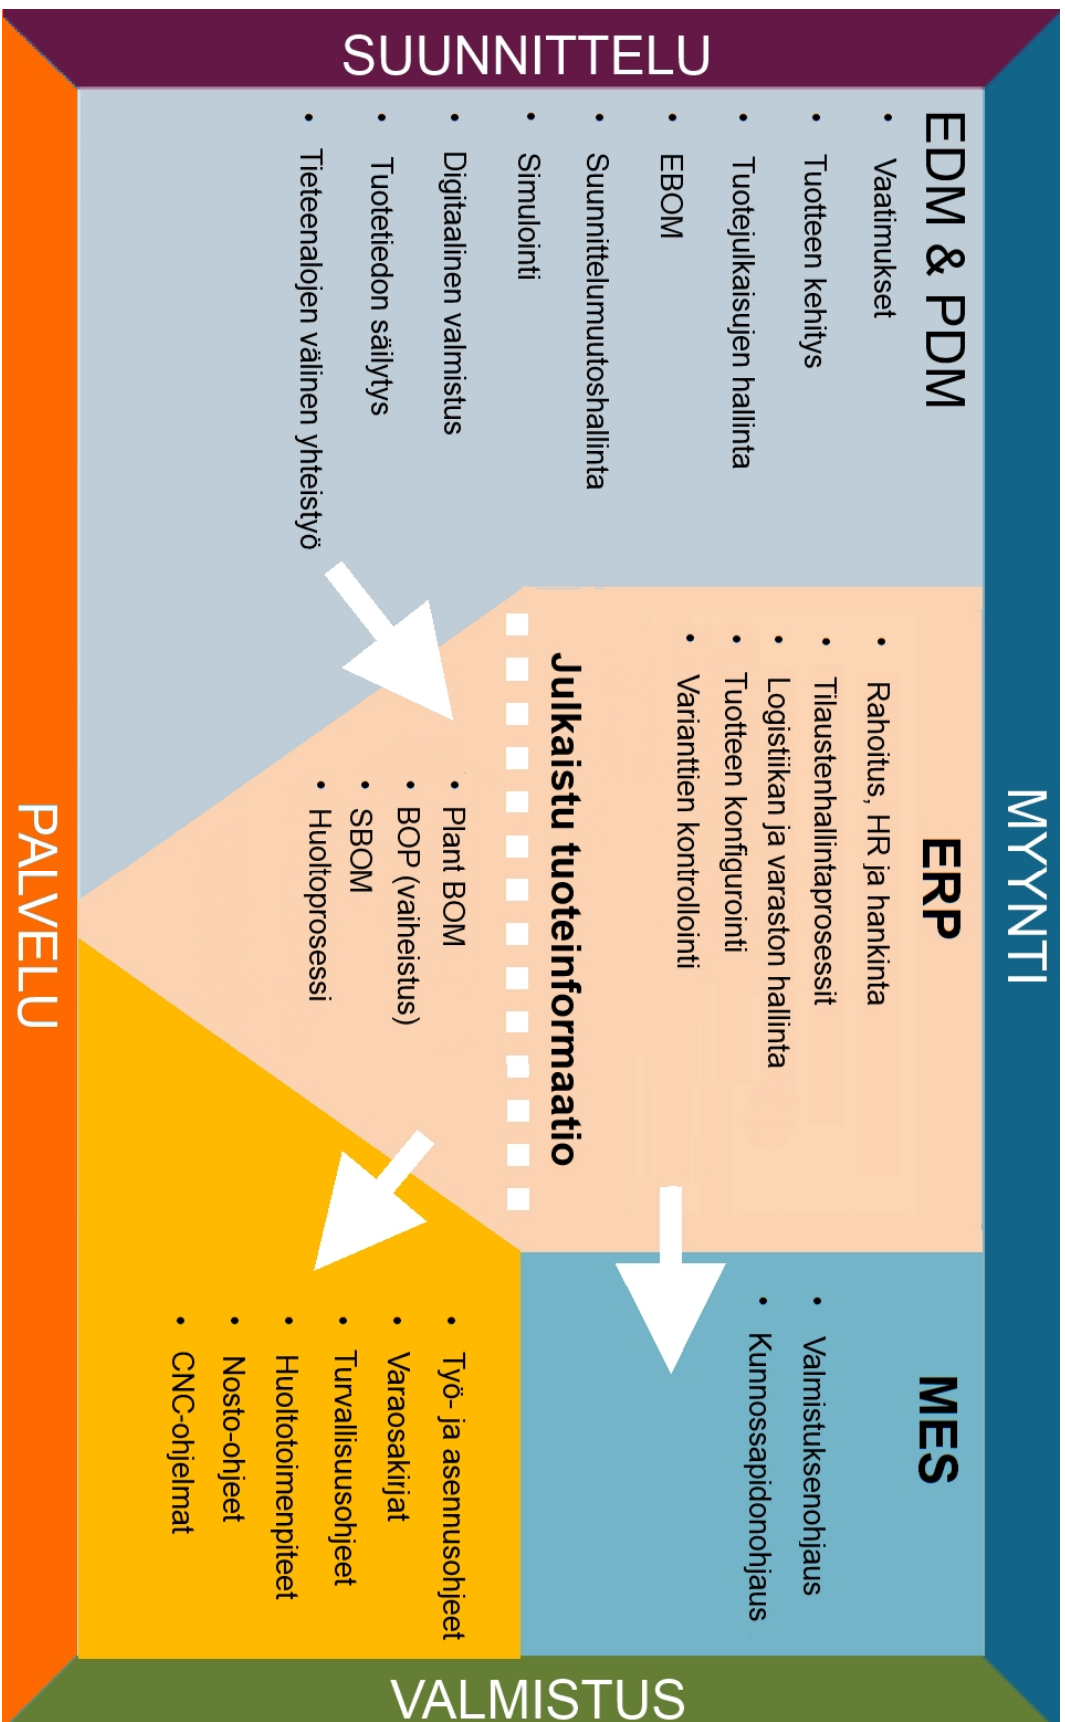 MYYNTI
SUUNNITTELU
EDM & PDM
• Vaatimukset
• Tuotteen kehitys
• Tuotejulkaisujen hallinta
• EBOM
• Suunnittelumuutoshallinta
• Simulointi
• Digitaalinen valmistus
• Tuotetiedon säilytys
• Tieteenalojen välinen yhteistyö
ERP
• Rahoitus, HR ja hankinta
• Tilaustenhallintaprosessit
• Logistiikan ja varaston hallinta
• Tuotteen konfigurointi
• Varianttien kontrollointi
Julkaistu tuoteinformaatio
• Plant BOM
• BOP (vaiheistus)
• SBOM
• Huoltoprosessi
MES
• Valmistuksenohjaus
• Kunnossapidonohjaus
• Työ- ja asennusohjeet
• Varaosakirjat
• Turvallisuusohjeet
• Huoltotoimenpiteet
• Nosto-ohjeet
• CNC-ohjelmat
VALMISTUS
PALVELU